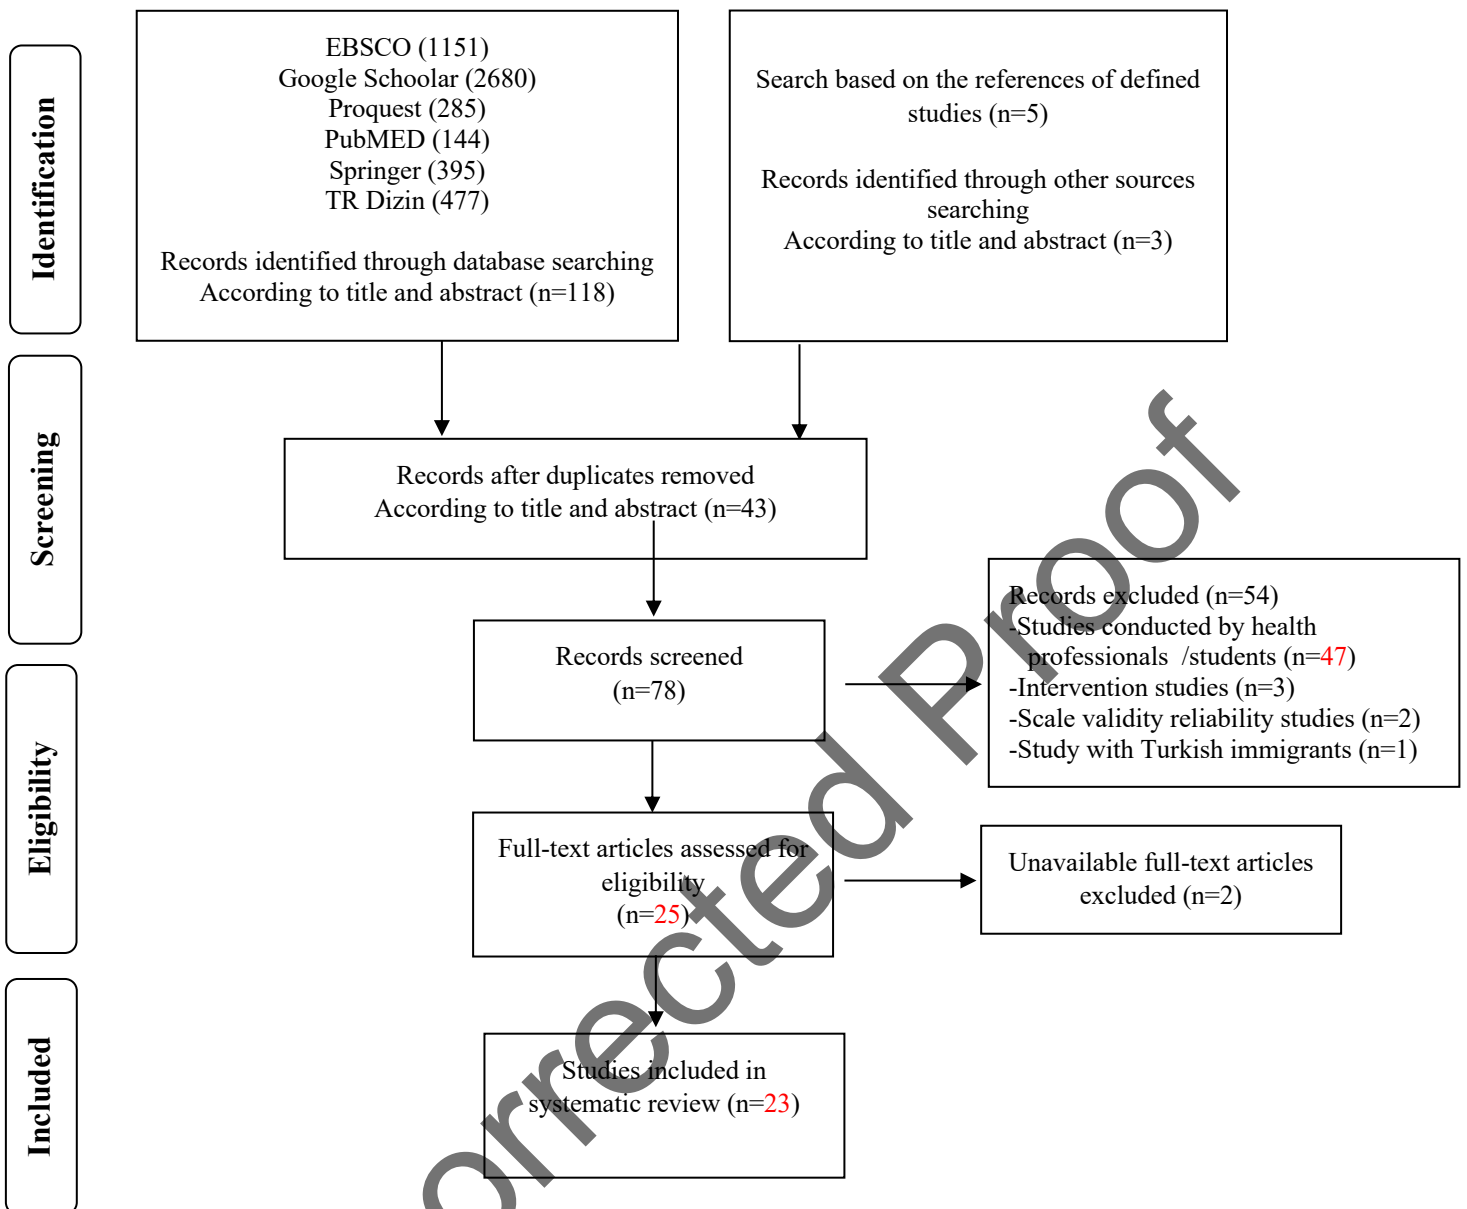 Identification
EBSCO (1151)
Google Schoolar (2680)
Proquest (285)
PubMED (144)
Springer (395)
TR Dizin (477)
Records identified through database searching
According to title and abstract (n=118)
Search based on the references of defined
studies (n=5)
Records identified through other sources
searching
According to title and abstract (n=3)
Screening
Records after duplicates removed
According to title and abstract (n=43)
Records screened
(n=78)
Records excluded (n=54)
-Studies conducted by health
professionals /students (n=47)
-Intervention studies (n=3)
-Scale validity reliability studies (n=2)
-Study with Turkish immigrants (n=1)
Eligibility
Full-text articles assessed for
eligibility
(n=25)
Unavailable full-text articles
excluded (n=2)
Included
Studies included in
systematic review (n=23)
orrected Proof